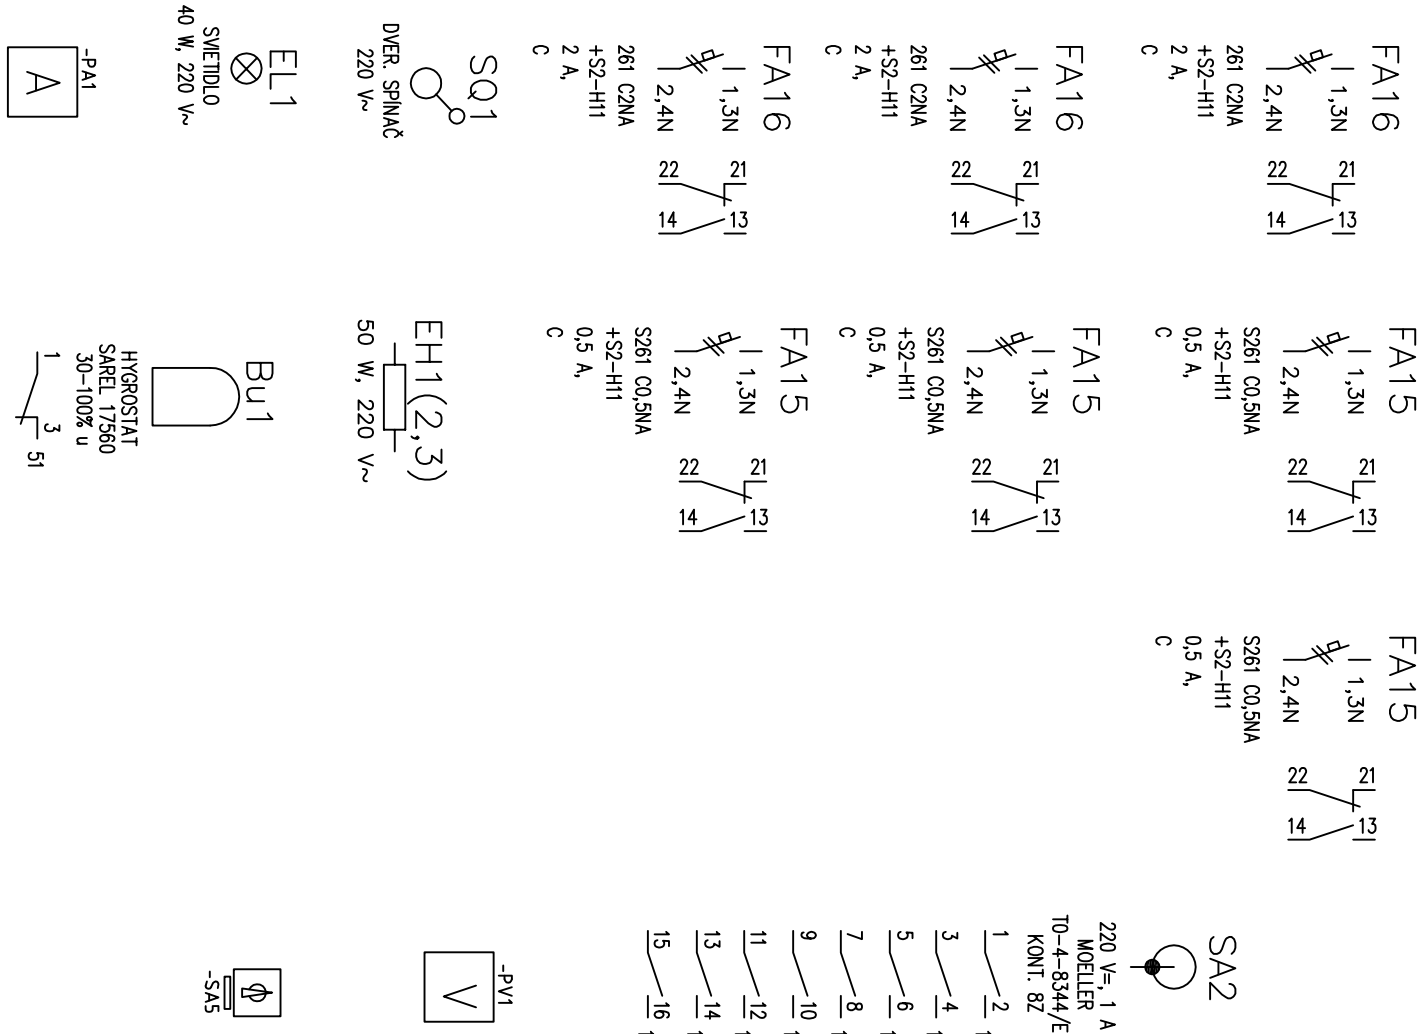 FA16
1,3N
2,4N
261 C2NA
+S2-H11
2 A,
C
21
22
13
14
FA15
1,3N
2,4N
S261 C0,5NA
+S2-H11
0,5 A,
C
21
22
13
14
FA15
1,3N
2,4N
S261 C0,5NA
+S2-H11
0,5 A,
C
21
22
13
14
SA2
220 V=, 1 A
MOELLER
T0-4-8344/E
KONT. 8Z
1 2
3 4
5 6
7 8
9 10
11 12
13 14
15 16
FA16
1,3N
2,4N
261 C2NA
+S2-H11
2 A,
C
21
22
13
14
FA15
1,3N
2,4N
S261 C0,5NA
+S2-H11
0,5 A,
C
21
22
13
14
FA16
1,3N
2,4N
261 C2NA
+S2-H11
2 A,
C
21
22
13
14
FA15
1,3N
2,4N
S261 C0,5NA
+S2-H11
0,5 A,
C
21
22
13
14
SQ1
DVER. SPÍNAČ
220 V~
EH1(2,3)
50 W, 220 V~
-PV1
V
EL1
SVIETIDLO
40 W, 220 V~
Bu1
HYGROSTAT
SAREL 17560
30-100% u
1 3
51
-SA5
-PA1
A